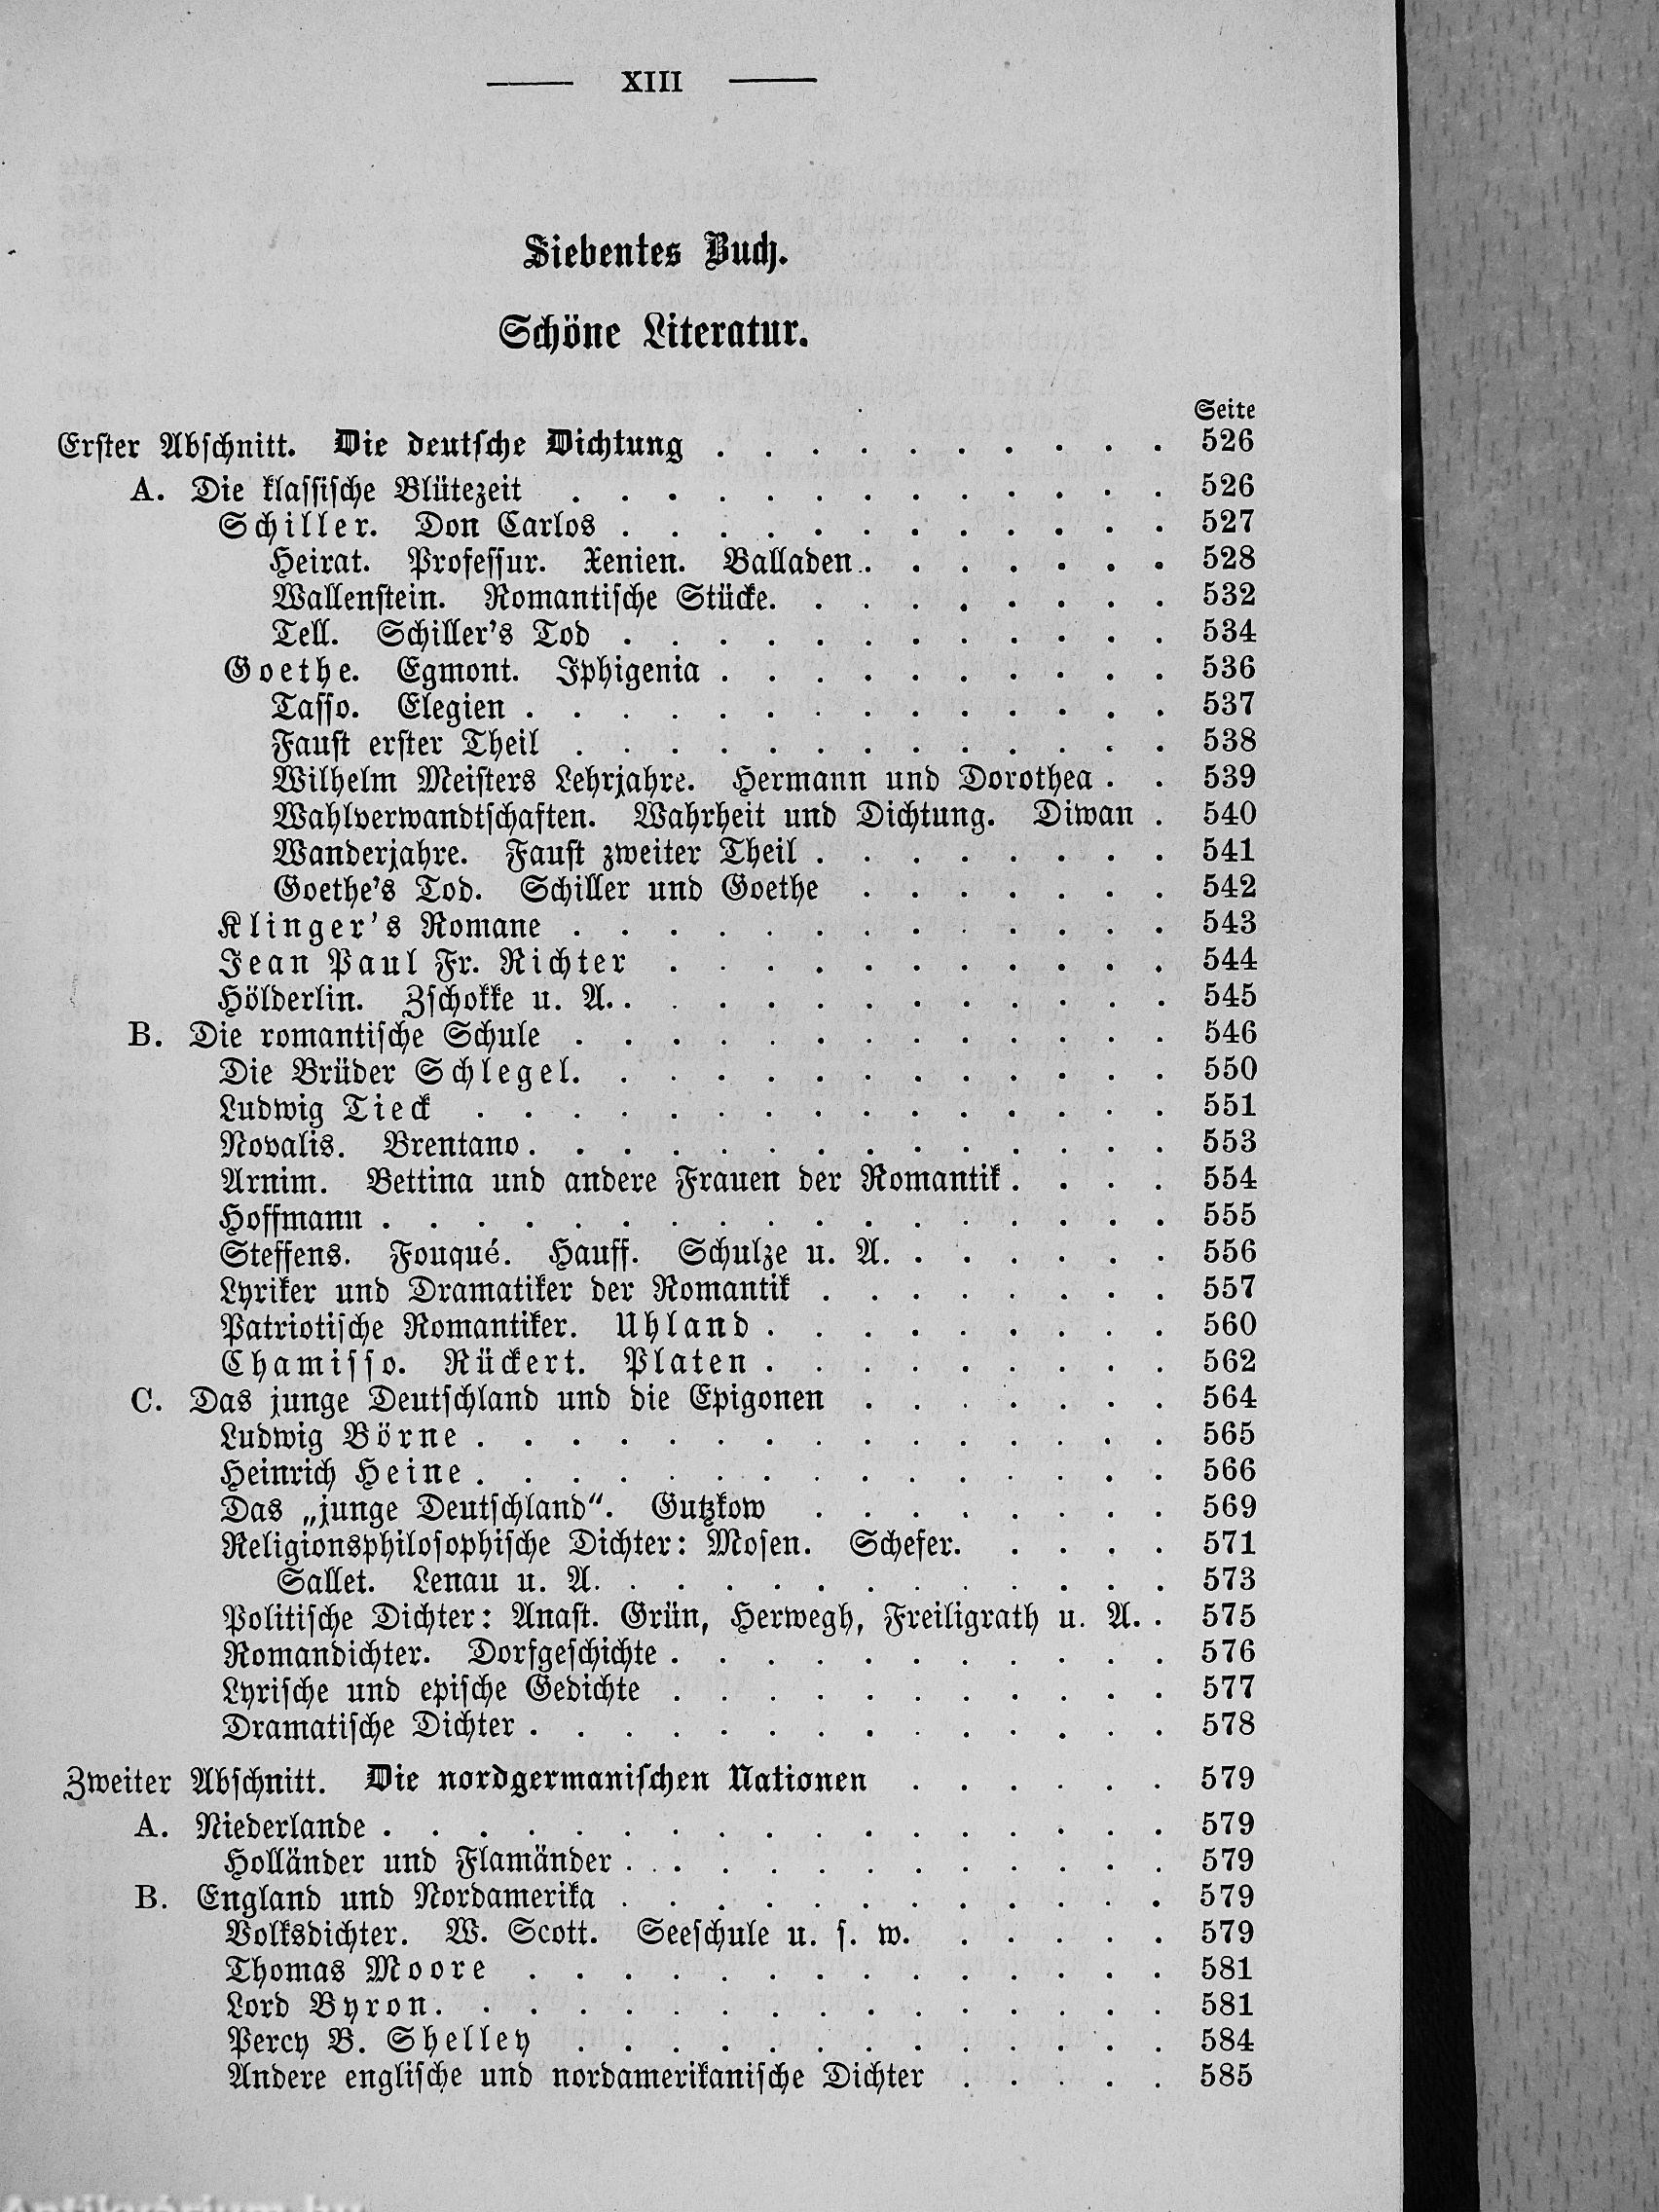 XIII
Siebentes Buch.
Schöne Literatur.
Seite
Erster Abschnitt. Die deutsche Dichtung . . . . . . . . . . 526
A. Die klassische Blütezeit . . . . . . . . . . . . . 526
Schiller. Don Carlos . . . . . . . . . . . . 527
Heirat. Professur. Xenien. Balladen . . . . . . . 528
Wallenstein. Romantische Stücke . . . . . . . . . 532
Tell. Schiller's Tod . . . . . . . . . . . . 534
Goethe. Egmont. Iphigenia . . . . . . . . . . 536
Tasso. Elegien . . . . . . . . . . . . . . 537
Faust erster Theil . . . . . . . . . . . . . 538
Wilhelm Meisters Lehrjahre. Hermann und Dorothea . . 539
Wahlverwandtschaften. Wahrheit und Dichtung. Diwan . 540
Wanderjahre. Faust zweiter Theil . . . . . . . . 541
Goethe's Tod. Schiller und Goethe . . . . . . . 542
Klinger's Romane . . . . . . . . . . . . . 543
Jean Paul Fr. Richter . . . . . . . . . . . 544
Hölderlin. Zschokke u. A. . . . . . . . . . . . . 545
B. Die romantische Schule . . . . . . . . . . . . . 546
Die Brüder Schlegel. . . . . . . . . . . . . 550
Ludwig Tieck . . . . . . . . . . . . . . . 551
Novalis. Brentano . . . . . . . . . . . . . . 553
Arnim. Bettina und andere Frauen der Romantik . . . . 554
Hoffmann . . . . . . . . . . . . . . . . . 555
Steffens. Fouqué. Hauff. Schulze u. A. . . . . . . 556
Lyriker und Dramatiker der Romantik . . . . . . . . 557
Patriotische Romantiker. Uhland . . . . . . . . . 560
Chamisso. Rückert. Platen . . . . . . . . . 562
C. Das junge Deutschland und die Epigonen . . . . . . . 564
Ludwig Börne . . . . . . . . . . . . . . . 565
Heinrich Heine . . . . . . . . . . . . . . . 566
Das „junge Deutschland“. Gutzkow . . . . . . . . 569
Religionsphilosophische Dichter: Mosen. Schefer. . . . . 571
Sallet. Lenau u. A. . . . . . . . . . . . . 573
Politische Dichter: Anast. Grün, Herwegh, Freiligrath u. A. . 575
Romandichter. Dorfgeschichte . . . . . . . . . . . 576
Lyrische und epische Gedichte . . . . . . . . . . . 577
Dramatische Dichter . . . . . . . . . . . . . . 578
Zweiter Abschnitt. Die nordgermanischen Nationen . . . . . . 579
A. Niederlande . . . . . . . . . . . . . . . . . 579
Holländer und Flamänder . . . . . . . . . . . . 579
B. England und Nordamerika . . . . . . . . . . . . 579
Volksdichter. W. Scott. Seeschule u. s. w. . . . . . 579
Thomas Moore . . . . . . . . . . . . . . 581
Lord Byron. . . . . . . . . . . . . . . . 581
Percy B. Shelley . . . . . . . . . . . . . 584
Andere englische und nordamerikanische Dichter . . . . . 585